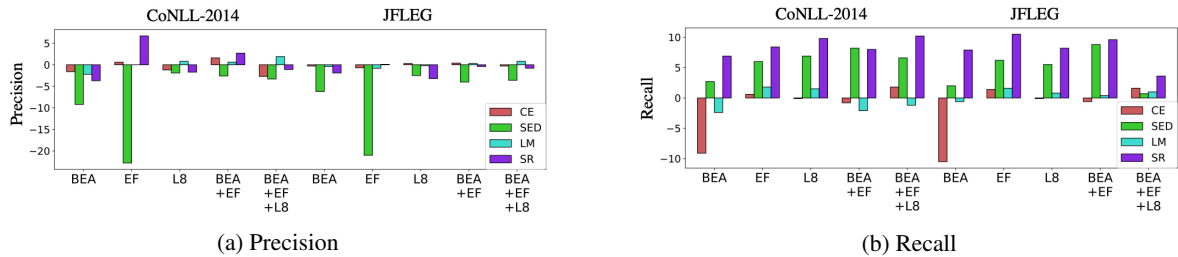 CoNLL-2014 JFLEG
Precision
5
0
−5
−10
−15
−20
CE
SED
LM
SR
BEA EF L8 BEA BEA BEA EF L8 BEA BEA
+EF +EF +EF +EF
+L8 +L8
(a) Precision
CoNLL-2014 JFLEG
Recall
10
5
0
−5
−10
CE
SED
LM
SR
BEA EF L8 BEA BEA BEA EF L8 BEA BEA
+EF +EF +EF +EF
+L8 +L8
(b) Recall